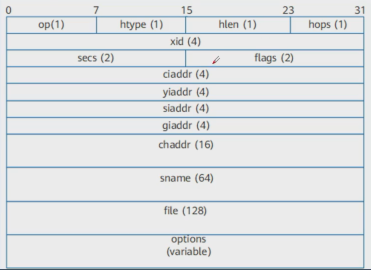 0 7 15 23 31
op(1) htype (1) hlen (1) hops (1)
xid (4)
secs (2) flags (2)
ciaddr (4)
yiaddr (4)
siaddr (4)
giaddr (4)
chaddr (16)
sname (64)
file (128)
options
(variable)